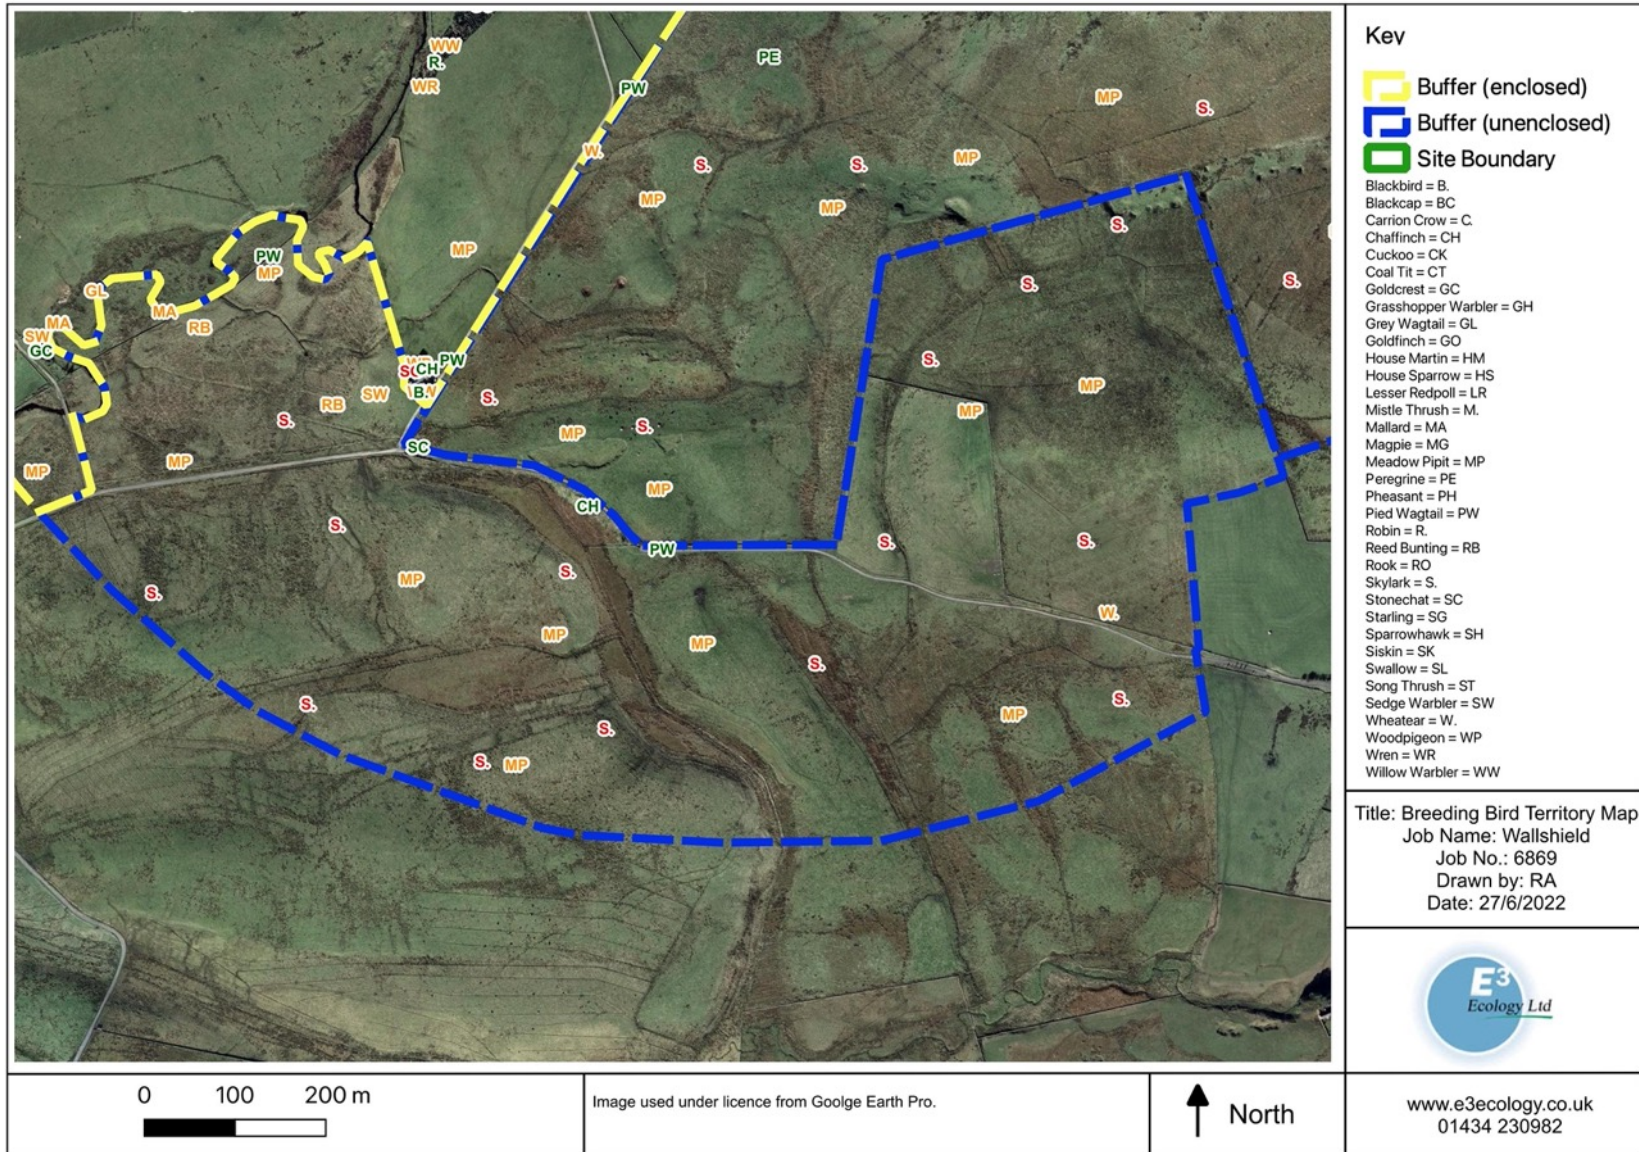 WW
R.
WR
PW
PE
MP
S.
W.
S.
S.
MP
MP
MP
S.
MP
PW
MP
S.
S.
GL
MA
MA
RB
SW
GC
PW
CH
B.
S.
MP
SW
RB
S.
S.
MP
S.
MP
SC
MP
MP
MP
CH
S.
PW
S.
S.
MP
S.
S.
MP
W.
MP
S.
S.
MP
S.
S.
S.
MP
Key
Buffer (enclosed)
Buffer (unenclosed)
Site Boundary
Blackbird = B.
Blackcap = BC
Carrion Crow = C.
Chaffinch = CH
Cuckoo = CK
Coal Tit = CT
Goldcrest = GC
Grasshopper Warbler = GH
Grey Wagtail = GL
Goldfinch = GO
House Martin = HM
House Sparrow = HS
Lesser Redpoll = LR
Mistle Thrush = M.
Mallard = MA
Magpie = MG
Meadow Pipit = MP
Peregrine = PE
Pheasant = PH
Pied Wagtail = PW
Robin = R.
Reed Bunting = RB
Rook = RO
Skylark = S.
Stonechat = SC
Starling = SG
Sparrowhawk = SH
Siskin = SK
Swallow = SL
Song Thrush = ST
Sedge Warbler = SW
Wheatear = W.
Woodpigeon = WP
Wren = WR
Willow Warbler = WW
Title: Breeding Bird Territory Map
Job Name: Wallshield
Job No.: 6869
Drawn by: RA
Date: 27/6/2022
E3
Ecology Ltd
0 100 200 m
Image used under licence from Goolge Earth Pro.
North
www.e3ecology.co.uk
01434 230982